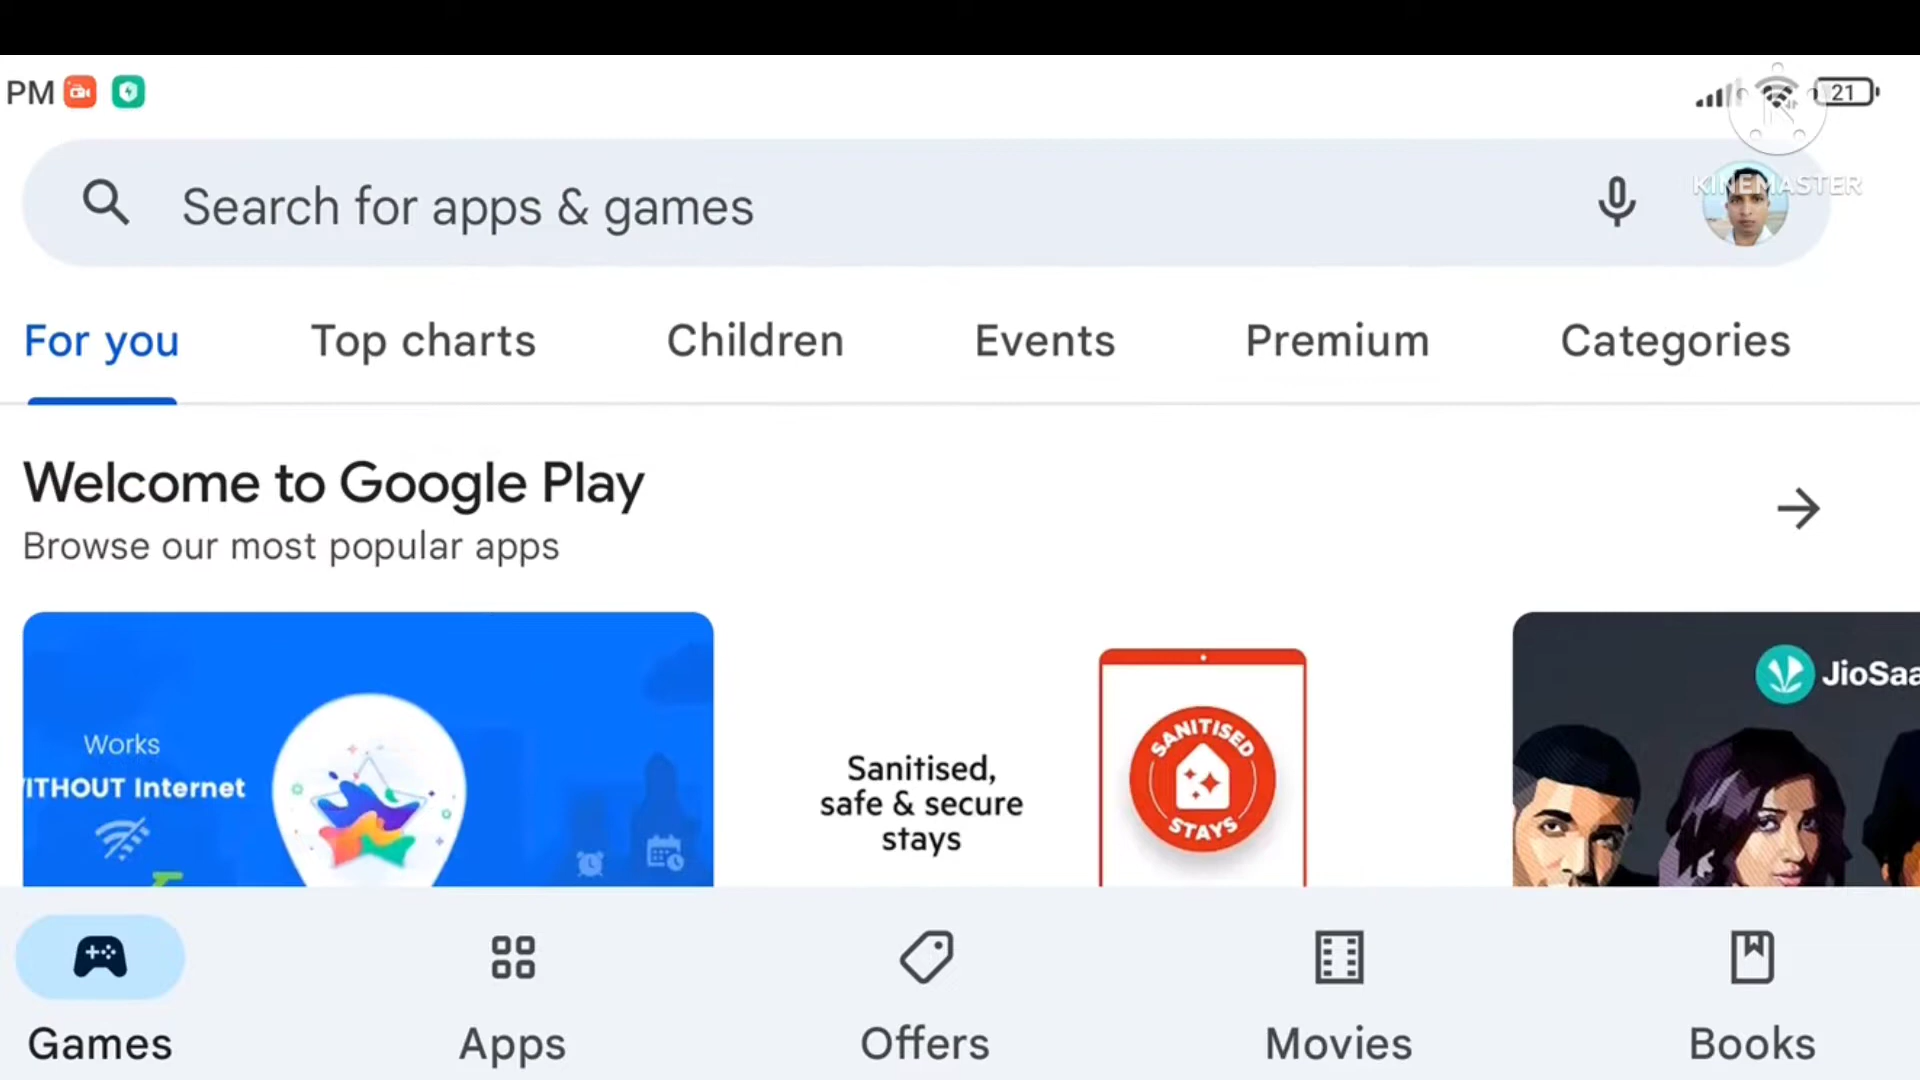 PM
21
KINEMASTER
Search for apps & games
For you
Top charts
Children
Events
Premium
Categories
Welcome to Google Play
Browse our most popular apps
Works
ITHOUT Internet
Sanitised,
safe & secure
stays
SANITISED
STAYS
JioSaa
Games
Apps
Offers
Movies
Books